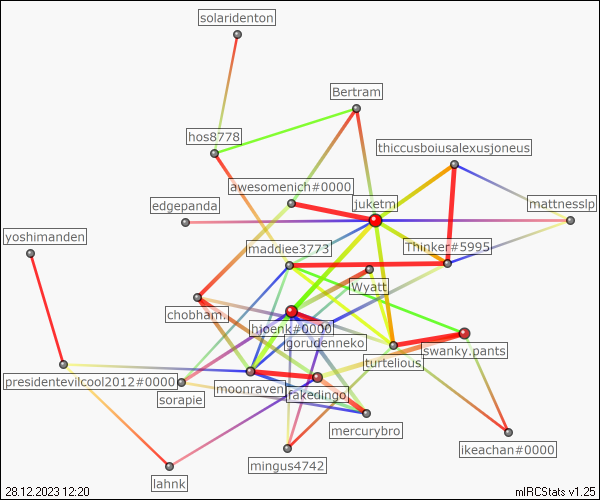 solaridenton
Bertram
hos8778
thiccusboiusalexusjoneus
awesomenich#0000
edgepanda
juketm
mattnesslp
yoshimanden
maddiee3773
Thinker#5995
Wyatt
chobham.
hjoenk#0000
gorudenneko
swanky.pants
turtelious
presidentevilcool2012#0000
moonraven
fakedingo.
sorapie
mercurybro
ikeachan#0000
mingus4742
lahnk
28.12.2023 12:20
mIRCStats v1.25